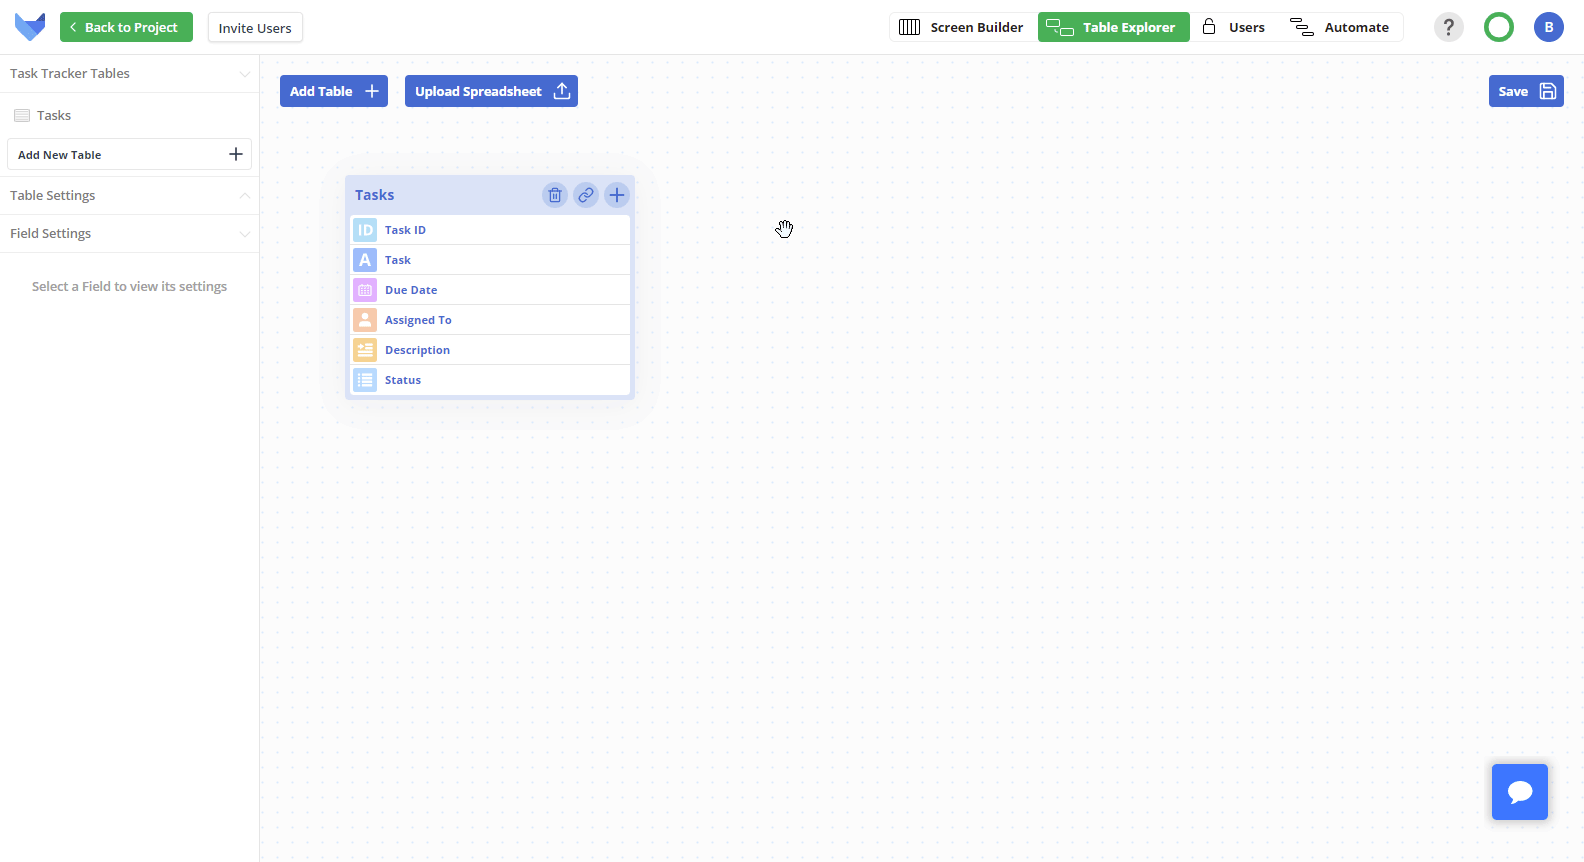 Back to Project
Invite Users
Screen Builder
Table Explorer
Users
Automate
?
B
Task Tracker Tables
Tasks
Add New Table
Table Settings
Field Settings
Select a Field to view its settings
Add Table
Upload Spreadsheet
Save
Tasks
ID Task ID
A Task
Due Date
Assigned To
Description
Status